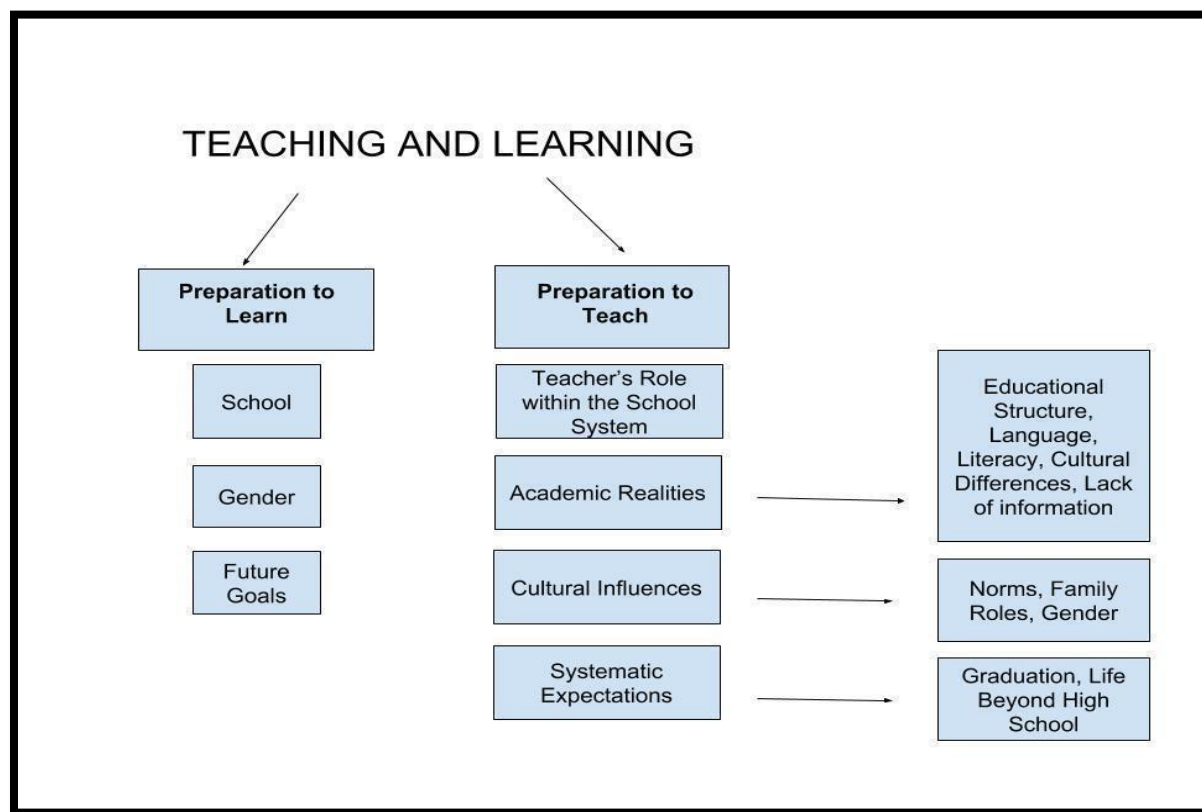 TEACHING AND LEARNING
Preparation to
Learn
School
Gender
Future
Goals
Preparation to
Teach
Teacher’s Role
within the School
System
Academic Realities
Cultural Influences
Systematic
Expectations
Educational
Structure,
Language,
Literacy, Cultural
Differences, Lack
of information
Norms, Family
Roles, Gender
Graduation, Life
Beyond High
School